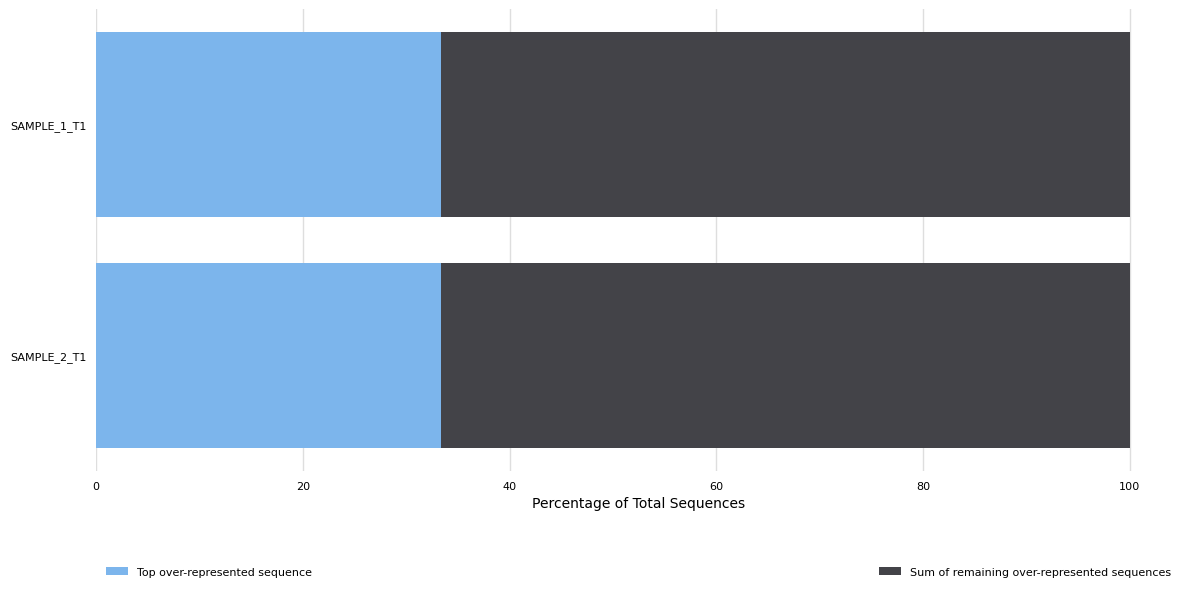 SAMPLE_1_T1
SAMPLE_2_T1
0 20 40 60 80 100
Percentage of Total Sequences
Top over-represented sequence
Sum of remaining over-represented sequences